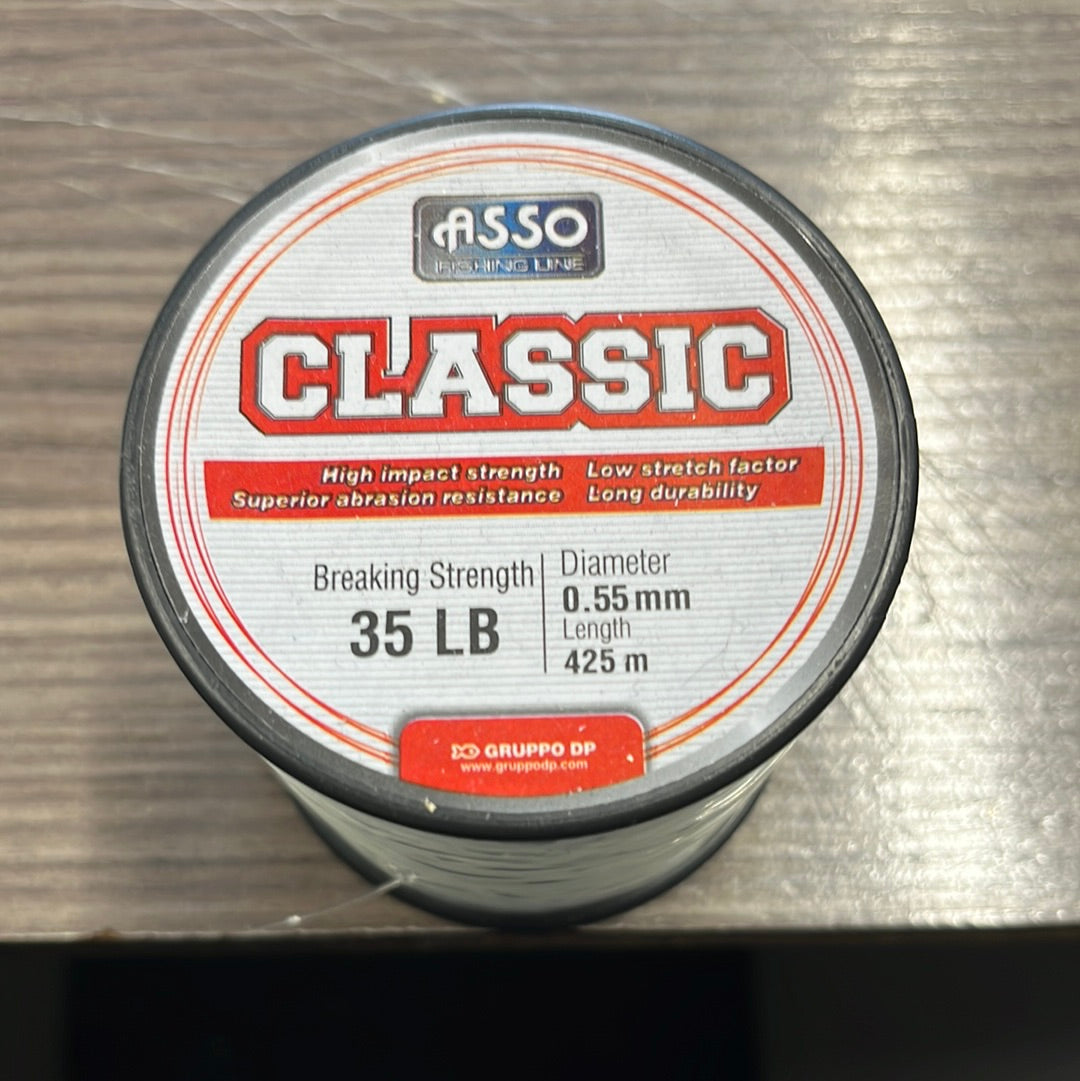 ASSO
FISHING LINE
CLASSIC
High impact strength Low stretch factor
Superior abrasion resistance Long durability
Breaking Strength
35 LB
Diameter
0.55 mm
Length
425 m
GRUPPO DP
www.gruppodp.com